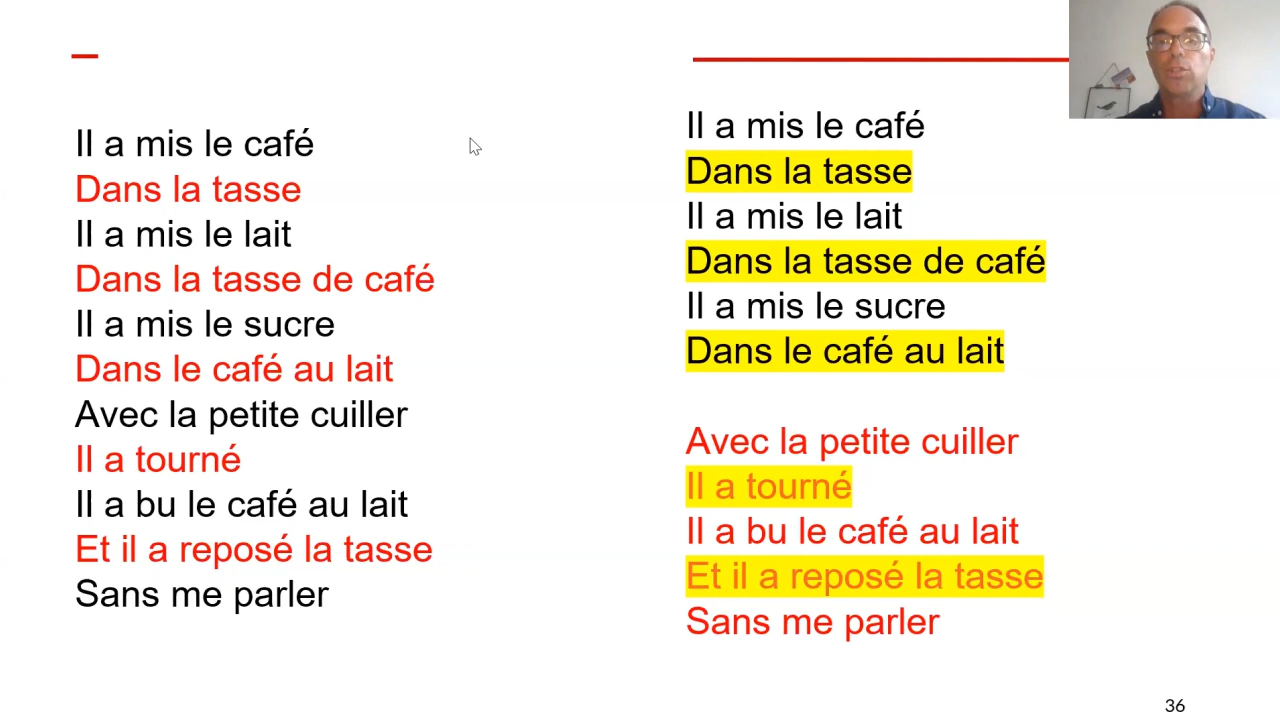 Il a mis le café
Dans la tasse
Il a mis le lait
Dans la tasse de café
Il a mis le sucre
Dans le café au lait
Avec la petite cuiller
Il a tourné
Il a bu le café au lait
Et il a reposé la tasse
Sans me parler
Il a mis le café
Dans la tasse
Il a mis le lait
Dans la tasse de café
Il a mis le sucre
Dans le café au lait
Avec la petite cuiller
Il a tourné
Il a bu le café au lait
Et il a reposé la tasse
Sans me parler
36